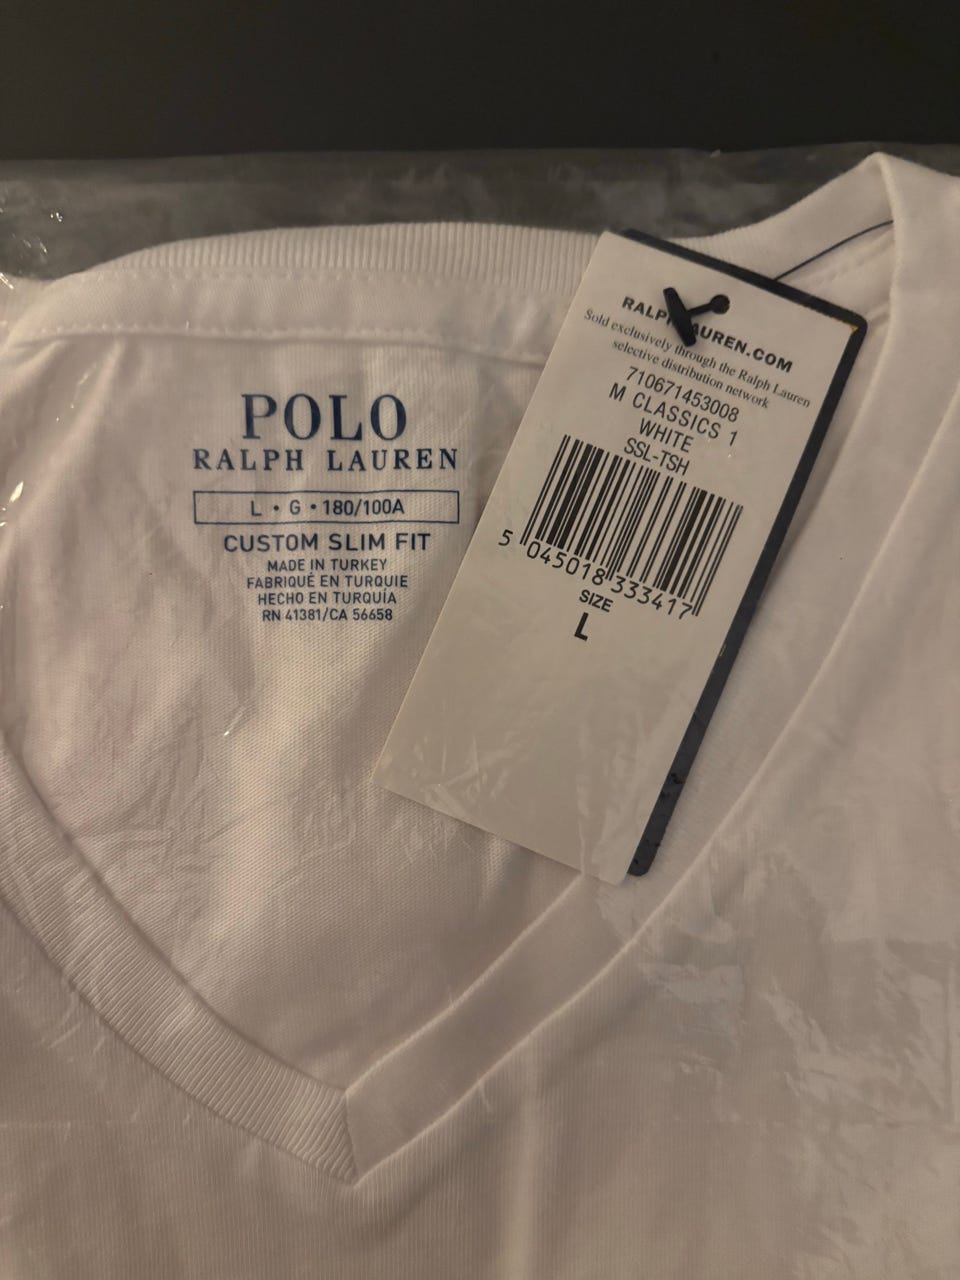 POLO
RALPH LAUREN
L • G • 180/100A
CUSTOM SLIM FIT
MADE IN TURKEY
FABRIQUÉ EN TURQUIE
HECHO EN TURQUÍA
RN 41381/CA 56658
RALPHLAUREN.COM
Sold exclusively through the Ralph Lauren
selective distribution network
710671453008
M CLASSICS 1
WHITE
SSL-TSH
5 045018 333417
SIZE
L